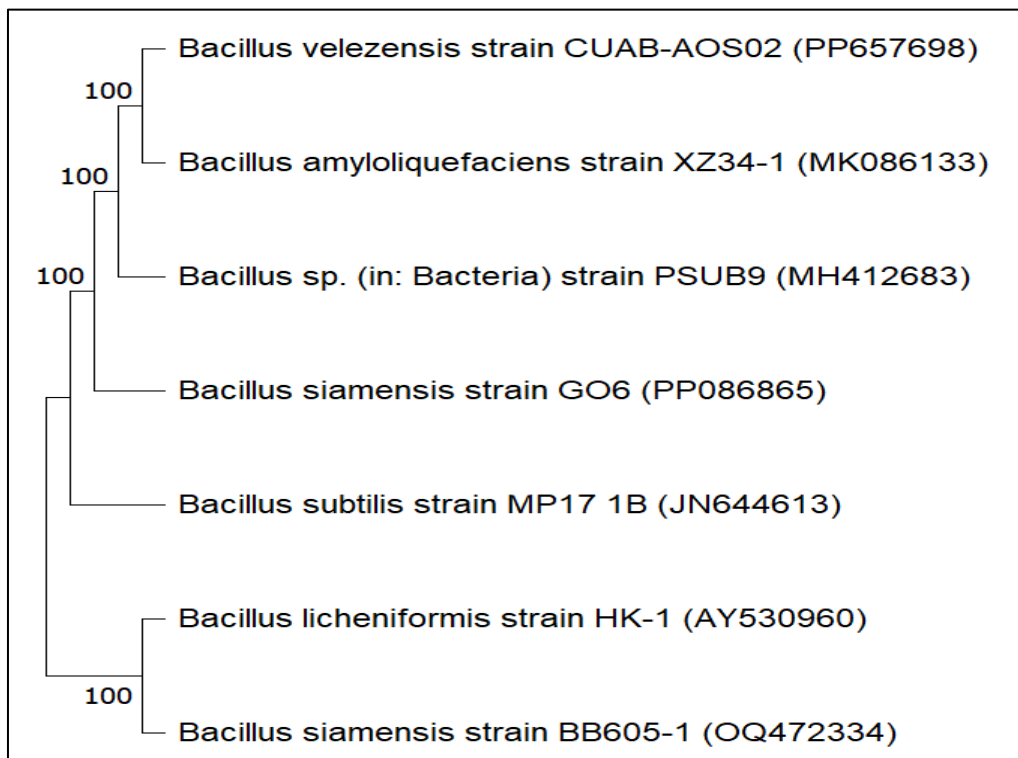 Bacillus velezensis strain CUAB-AOS02 (PP657698)
100
Bacillus amyloliquefaciens strain XZ34-1 (MK086133)
100
Bacillus sp. (in: Bacteria) strain PSUB9 (MH412683)
100
Bacillus siamensis strain GO6 (PP086865)
Bacillus subtilis strain MP17 1B (JN644613)
Bacillus licheniformis strain HK-1 (AY530960)
100
Bacillus siamensis strain BB605-1 (OQ472334)